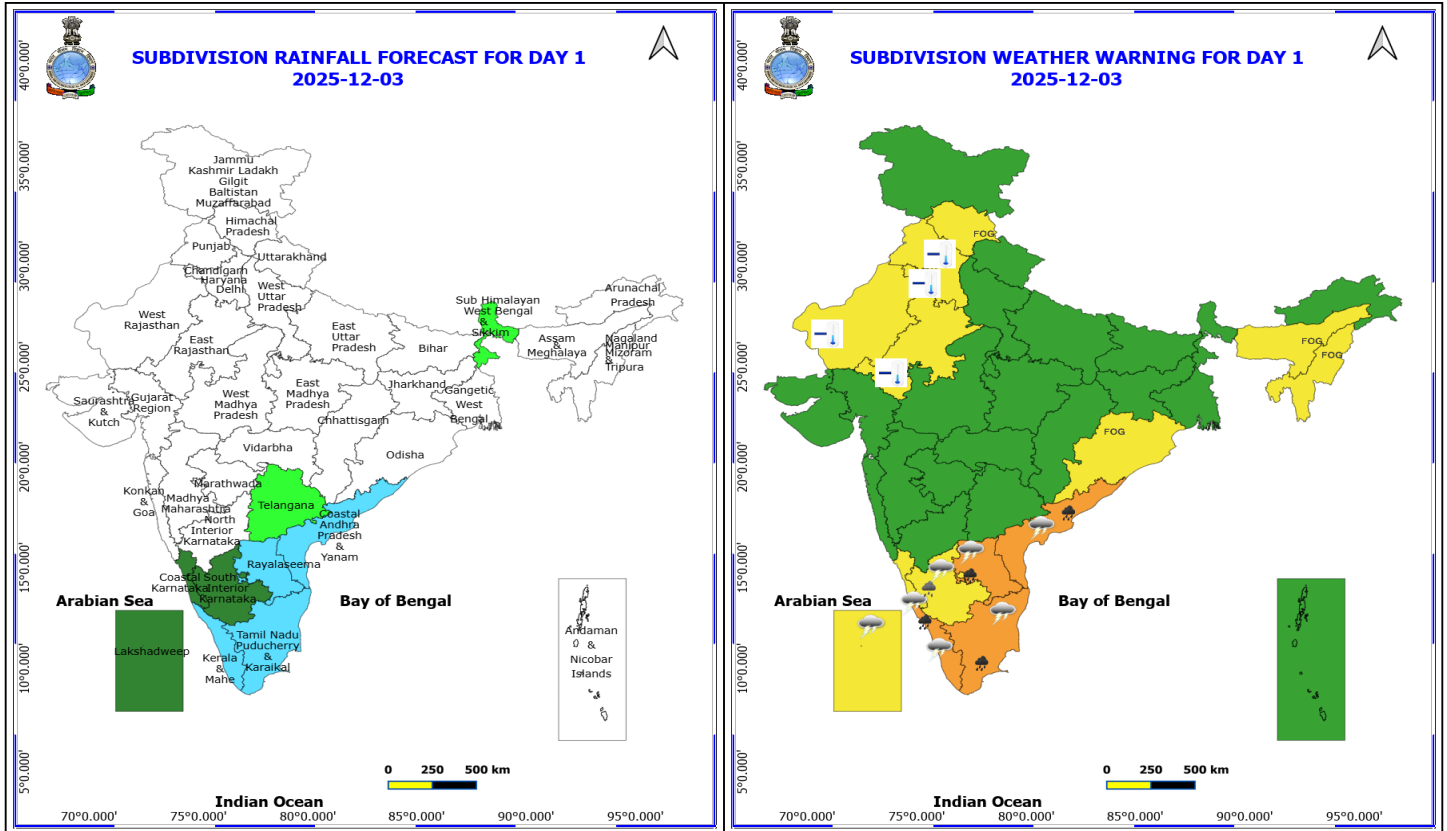 SUBDIVISION RAINFALL FORECAST FOR DAY 1
2025-12-03
40°0.000'
35°0.000'
30°0.000'
25°0.000'
20°0.000'
15°0.000'
10°0.000'
5°0.000'
Jammu
Kashmir Ladakh
Gilgit
Baltistan
Muzaffarabad
Himachal
Pradesh
Punjab
Uttarakhand
Chandigarh
Haryana
Delhi
West
Uttar
Pradesh
Arunachal
Pradesh
Sub Himalayan
West Bengal
&
Sikkim
West
Rajasthan
East
Rajasthan
East
Uttar
Pradesh
Bihar
Assam
&
Meghalaya
Nagaland
Manipur
Mizoram
&
Tripura
Saurashtra
&
Kutch
Gujarat
Region
West
Madhya
Pradesh
East
Madhya
Pradesh
Jharkhand
Gangetic
West
Bengal
Chhattisgarh
Vidarbha
Odisha
Konkan
&
Goa
Madhya
Maharashtra
Marathwada
Telangana
North
Interior
Karnataka
Coastal
Andhra
Pradesh
&
Yanam
Rayalaseema
Coastal
Karnataka
South
Interior
Karnataka
Arabian Sea
Bay of Bengal
Lakshadweep
Kerala
&
Mahe
Tamil Nadu
Puducherry
&
Karaikal
Andaman
&
Nicobar
Islands
0 250 500 km
Indian Ocean
70°0.000' 75°0.000' 80°0.000' 85°0.000' 90°0.000' 95°0.000'
SUBDIVISION WEATHER WARNING FOR DAY 1
2025-12-03
40°0.000'
35°0.000'
30°0.000'
25°0.000'
20°0.000'
15°0.000'
10°0.000'
5°0.000'
FOG
FOG
FOG
FOG
Arabian Sea
Bay of Bengal
0 250 500 km
Indian Ocean
70°0.000' 75°0.000' 80°0.000' 85°0.000' 90°0.000' 95°0.000'